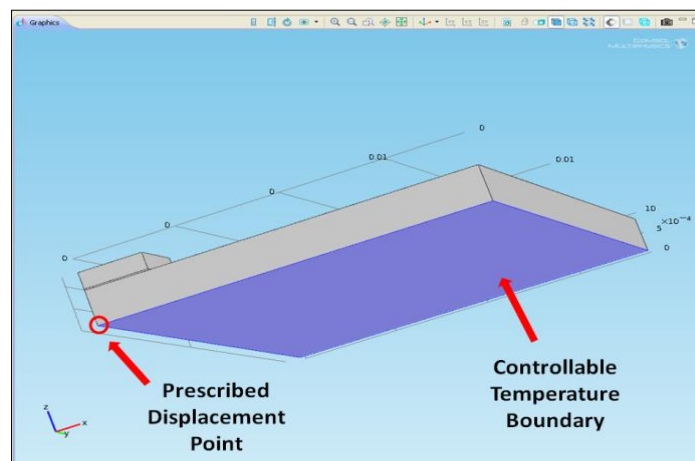 Graphics
COMSOL
MULTIPHYSICS
0
0.01
0
0
0.01
0
10
×10⁻⁴
5
0
0
Prescribed
Displacement
Point
Controllable
Temperature
Boundary
z
y
x